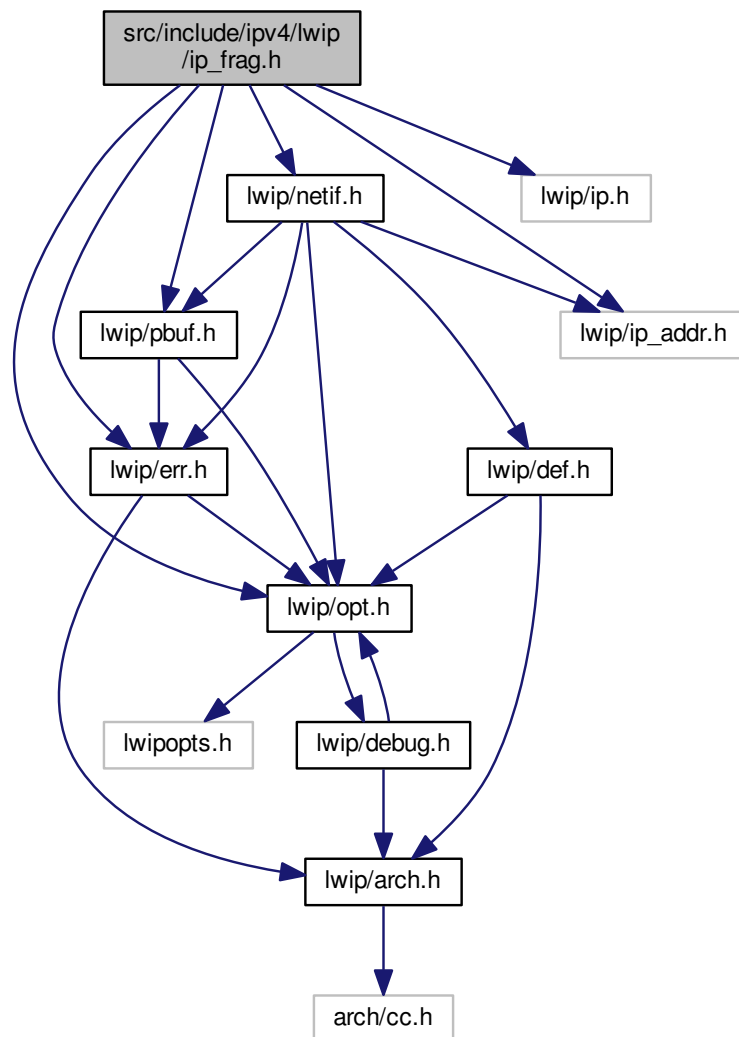 src/include/ipv4/lwip
/ip_frag.h
lwip/netif.h
lwip/ip.h
lwip/pbuf.h
lwip/ip_addr.h
lwip/err.h
lwip/def.h
lwip/opt.h
lwipopts.h
lwip/debug.h
lwip/arch.h
arch/cc.h